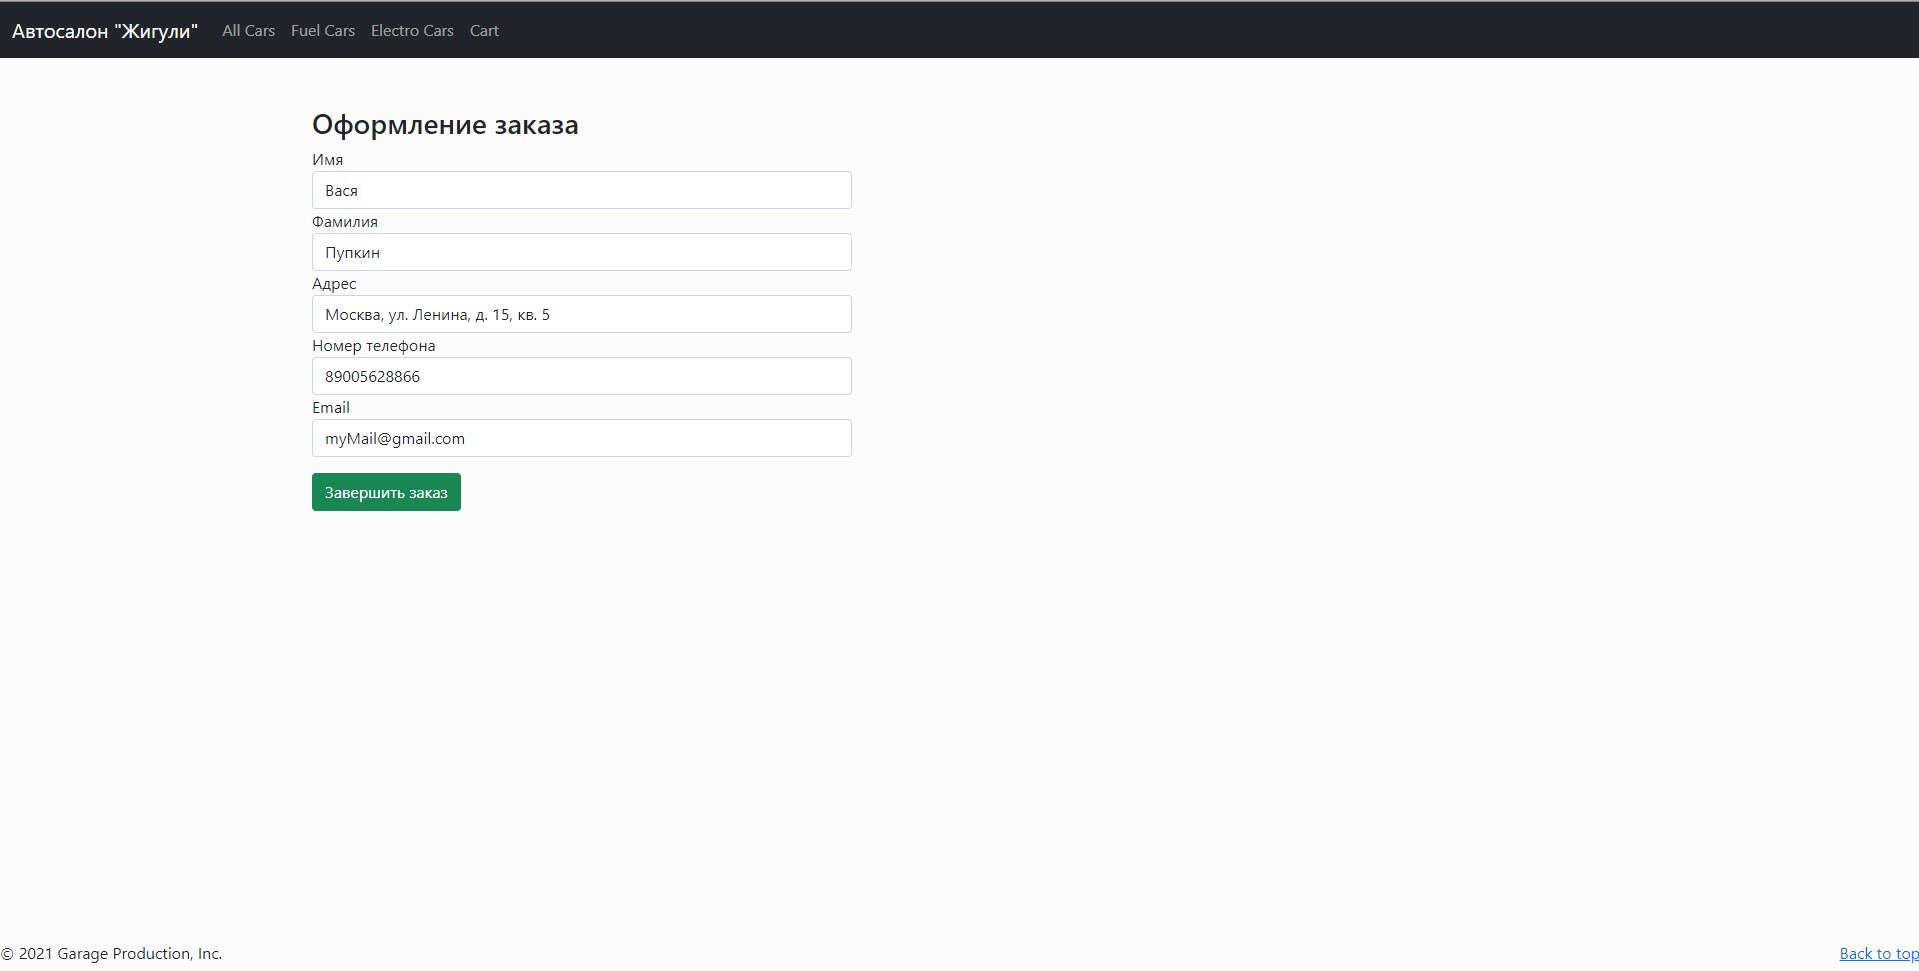 Автосалон "Жигули" All Cars Fuel Cars Electro Cars Cart
Оформление заказа
Имя
Вася
Фамилия
Пупкин
Адрес
Москва, ул. Ленина, д. 15, кв. 5
Номер телефона
89005628866
Email
myMail@gmail.com
Завершить заказ
© 2021 Garage Production, Inc. Back to top